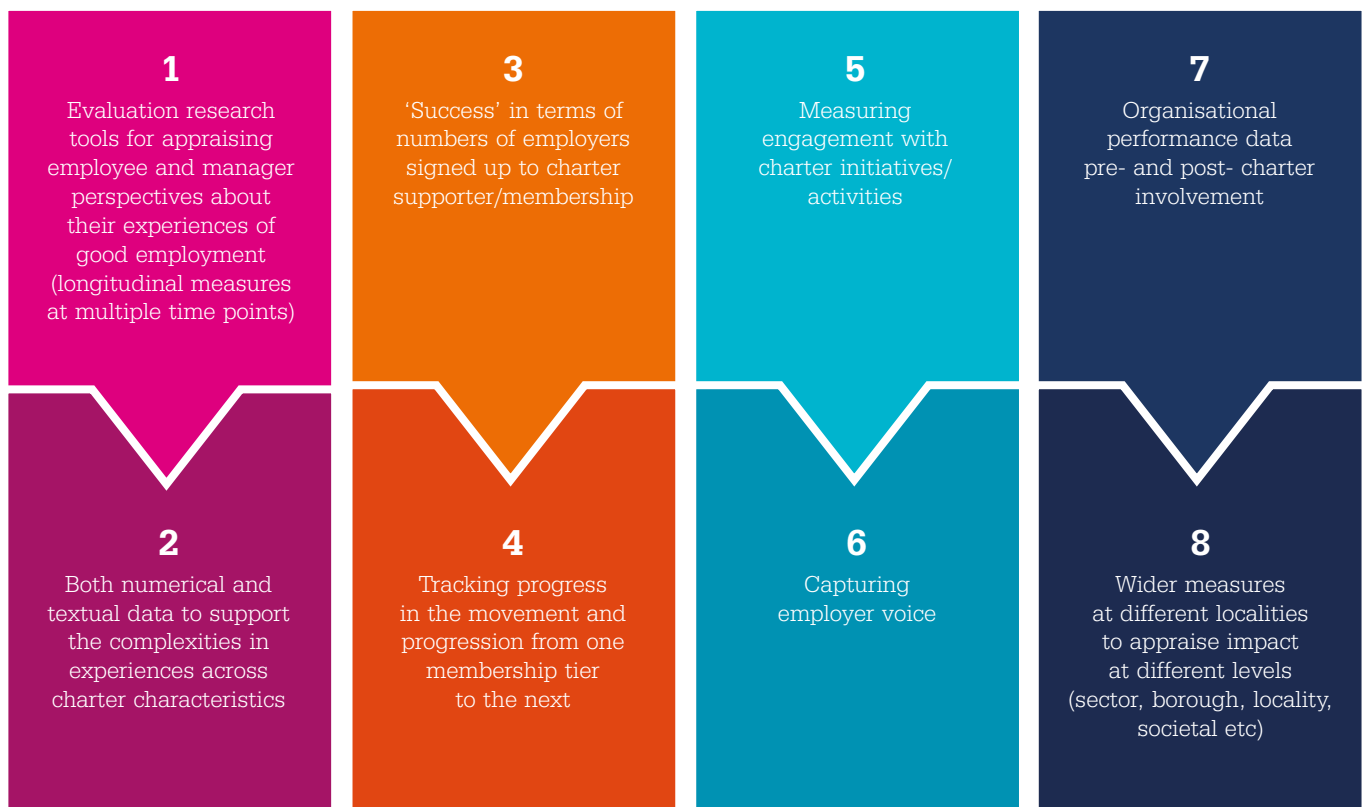 1
Evaluation research
tools for appraising
employee and manager
perspectives about
their experiences of
good employment
(longitudinal measures
at multiple time points)
2
Both numerical and
textual data to support
the complexities in
experiences across
charter characteristics
3
‘Success’ in terms of
numbers of employers
signed up to charter
supporter/membership
4
Tracking progress
in the movement and
progression from one
membership tier
to the next
5
Measuring
engagement with
charter initiatives/
activities
6
Capturing
employer voice
7
Organisational
performance data
pre- and post- charter
involvement
8
Wider measures
at different localities
to appraise impact
at different levels
(sector, borough, locality,
societal etc)